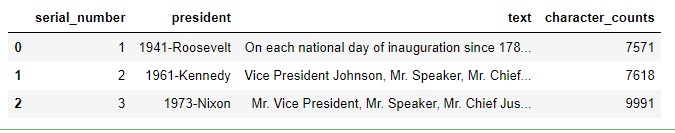 serial_number president text character_counts
0 1 1941-Roosevelt On each national day of inauguration since 178... 7571
1 2 1961-Kennedy Vice President Johnson, Mr. Speaker, Mr. Chief... 7618
2 3 1973-Nixon Mr. Vice President, Mr. Speaker, Mr. Chief Jus... 9991